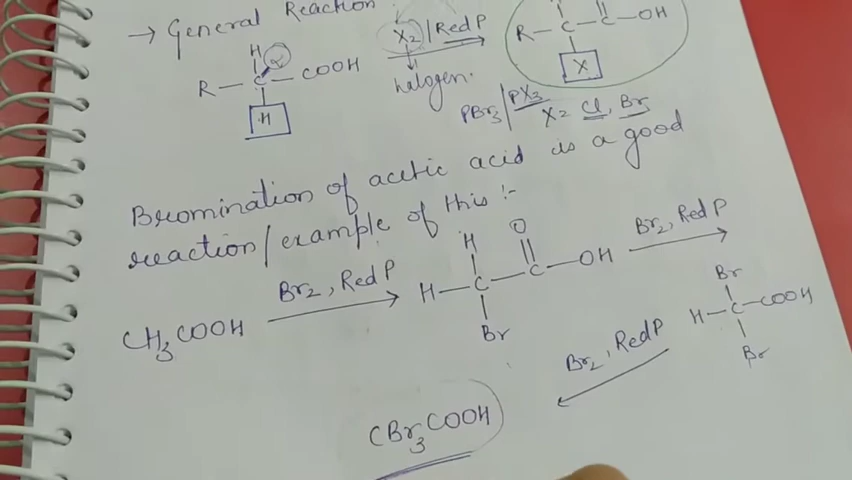 → General Reaction :
H
R - C - COOH
α
H
X2 / Red P
halogen.
R - C - C - OH
X
PBr3 / PX3
X = Cl, Br
Bromination of acetic acid is a good
reaction/example of this :-
CH3COOH
Br2, Red P
H O
H - C - C - OH
Br
Br2, Red P
Br
H - C - COOH
Br
Br2, Red P
CBr3COOH